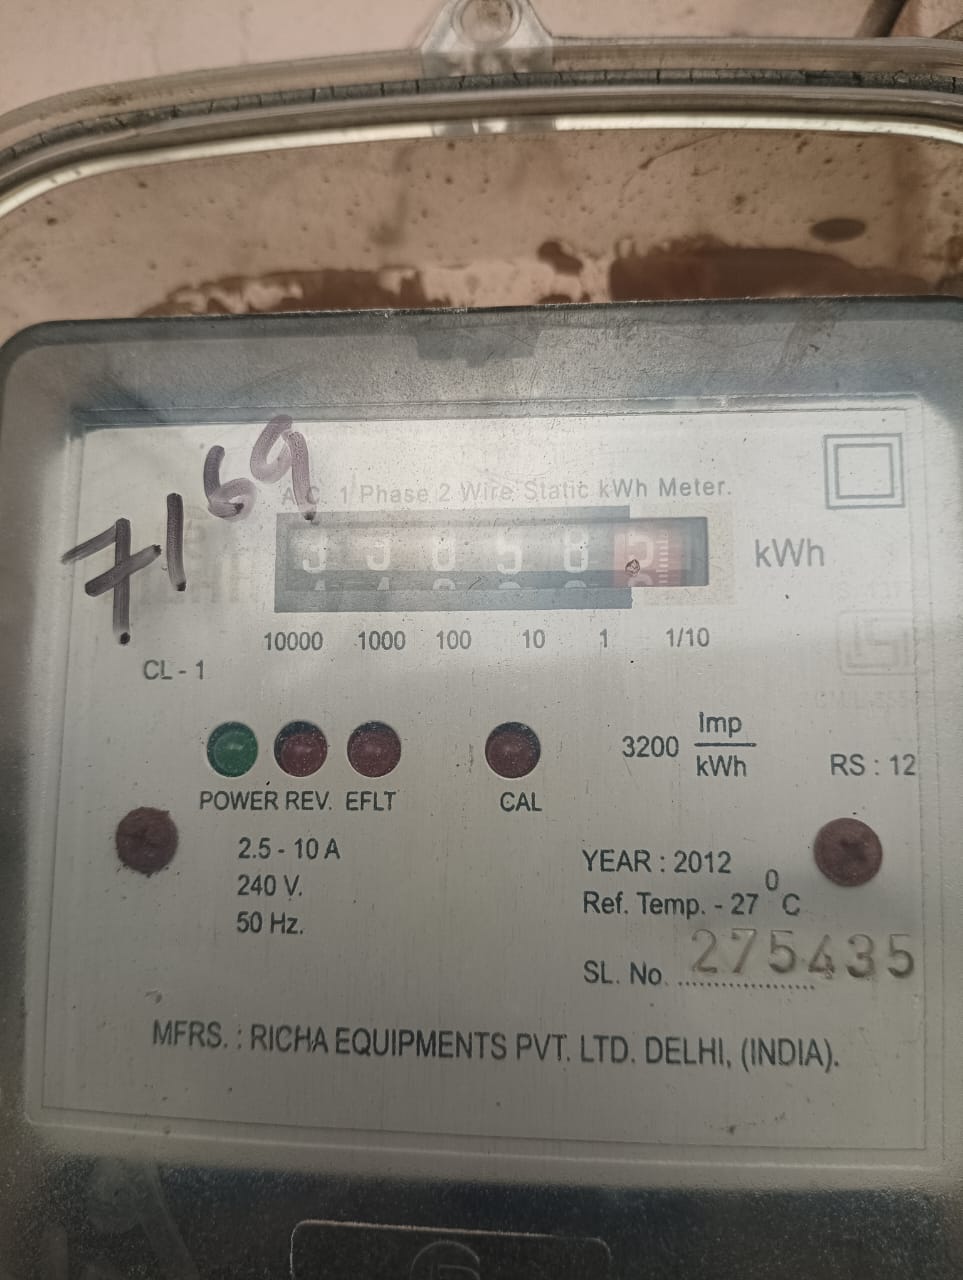 7169
A.C. 1 Phase 2 Wire Static kWh Meter.
kWh
10000 1000 100 10 1 1/10
CL - 1
3200 Imp/kWh
RS : 12
POWER REV. EFLT CAL
2.5 - 10 A
240 V.
50 Hz.
YEAR : 2012
Ref. Temp. - 27 ⁰C
SL. No. 275435
MFRS. : RICHA EQUIPMENTS PVT. LTD. DELHI, (INDIA).